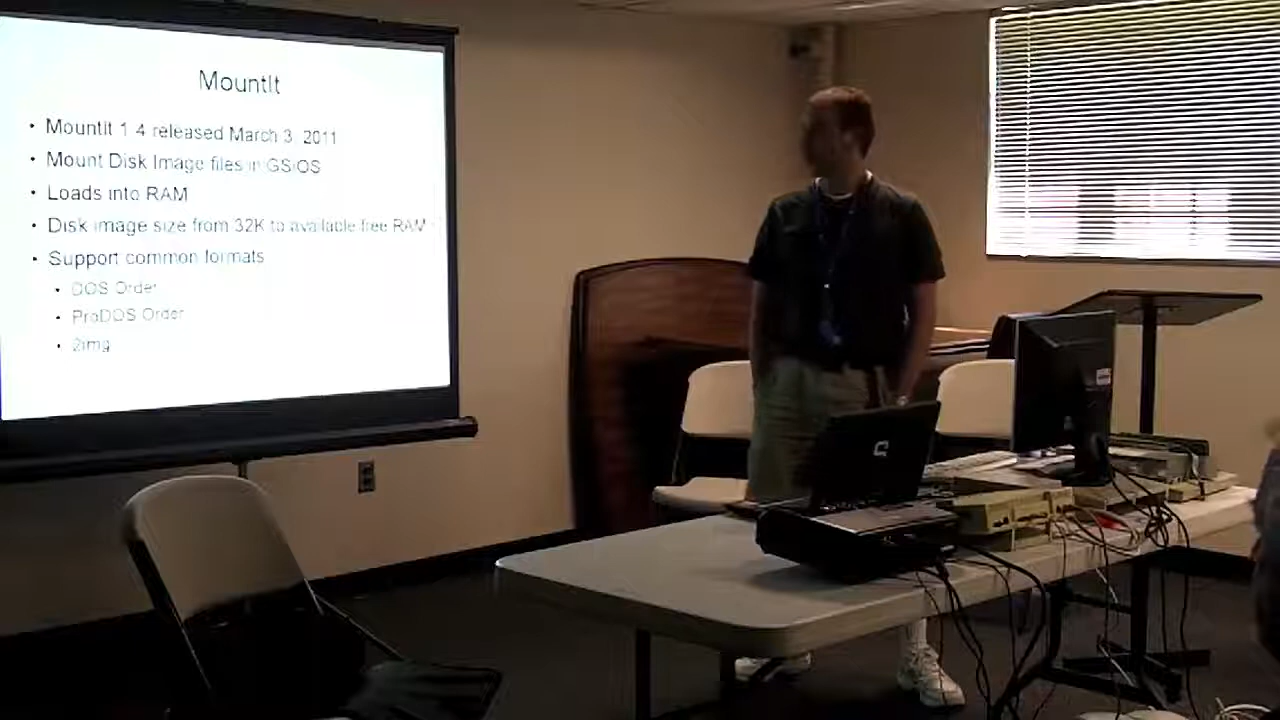 MountIt
• MountIt 1.4 released March 3, 2011
• Mount Disk Image files in GS/OS
• Loads into RAM
• Disk image size from 32K to available free RAM
• Support common formats
• DOS Order
• ProDOS Order
• 2img